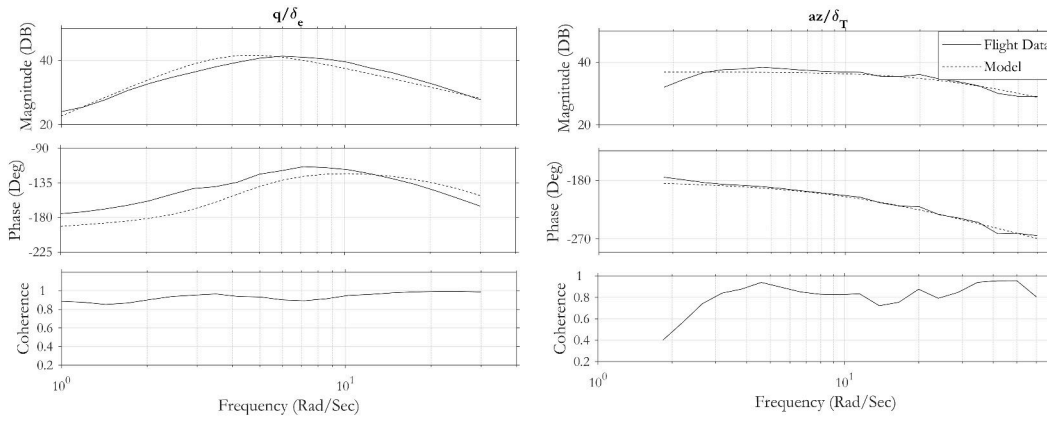 q/δe
Magnitude (DB)
40
20
Phase (Deg)
-90
-135
-180
-225
Coherence
1
0.8
0.6
0.4
0.2
10^0
10^1
Frequency (Rad/Sec)
az/δT
Flight Data
Model
Magnitude (DB)
40
20
Phase (Deg)
-180
-270
Coherence
1
0.8
0.6
0.4
0.2
10^0
10^1
Frequency (Rad/Sec)